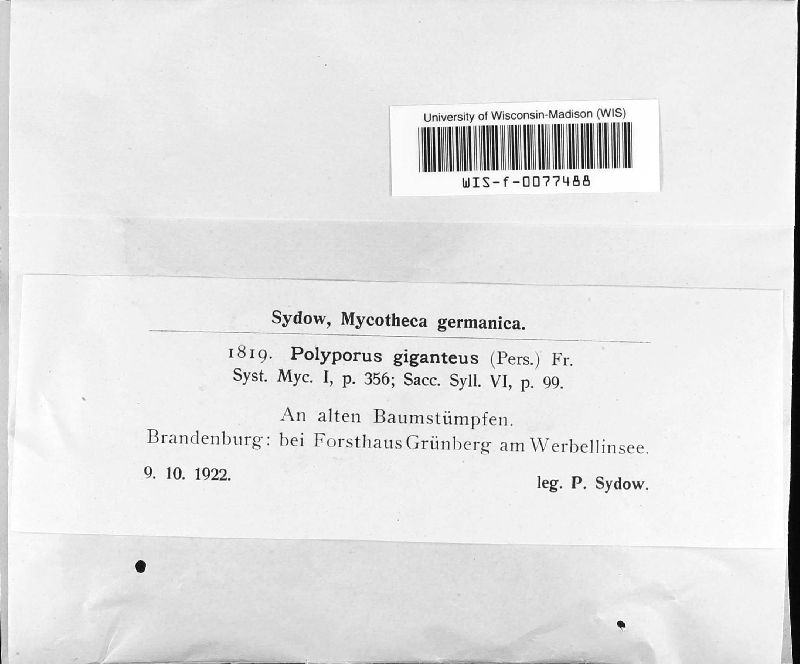 University of Wisconsin-Madison (WIS)
WIS-f-0077488
Sydow, Mycotheca germanica.
1819. Polyporus giganteus (Pers.) Fr.
Syst. Myc. I, p. 356; Sacc. Syll. VI, p. 99.
An alten Baumstümpfen.
Brandenburg: bei Forsthaus Grünberg am Werbellinsee.
9. 10. 1922.
leg. P. Sydow.